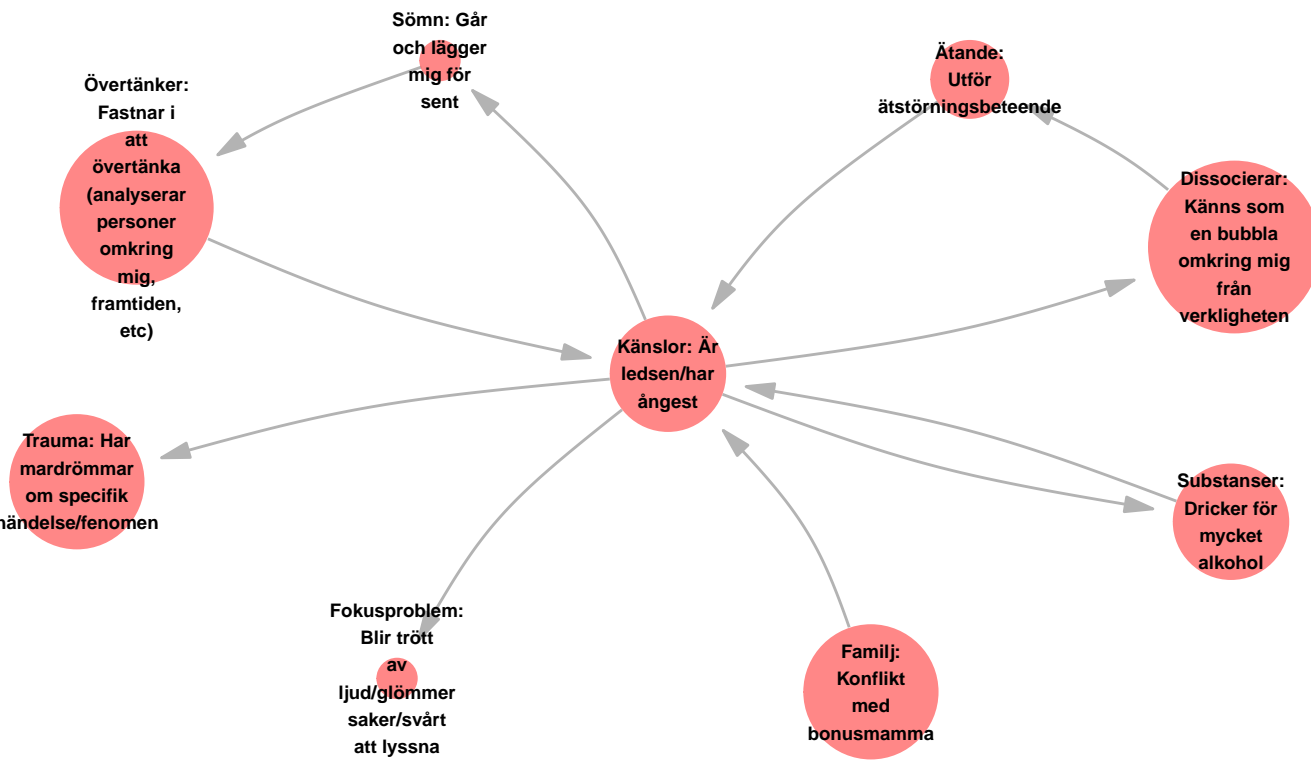 Sömn: Går
och lägger
mig för
sent
Ätande:
Utför
ätstörningsbeteende
Övertänker:
Fastnar i
att
övertänka
(analyserar
personer
omkring
mig,
framtiden,
etc)
Dissocierar:
Känns som
en bubbla
omkring mig
från
verkligheten
Känslor: Är
ledsen/har
ångest
Trauma: Har
mardrömmar
om specifik
händelse/fenomen
Substanser:
Dricker för
mycket
alkohol
Fokusproblem:
Blir trött
av
ljud/glömmer
saker/svårt
att lyssna
Familj:
Konflikt
med
bonusmamma